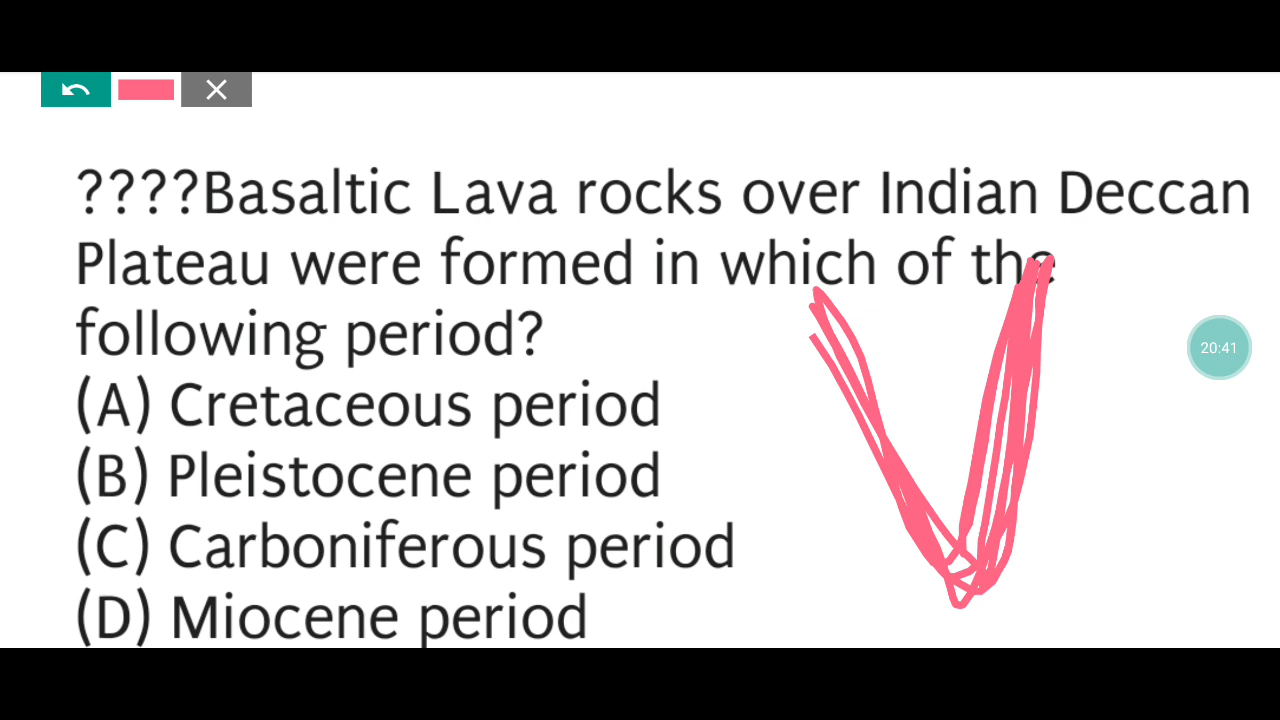 ????Basaltic Lava rocks over Indian Deccan
Plateau were formed in which of the
following period?
(A) Cretaceous period
(B) Pleistocene period
(C) Carboniferous period
(D) Miocene period
20:41